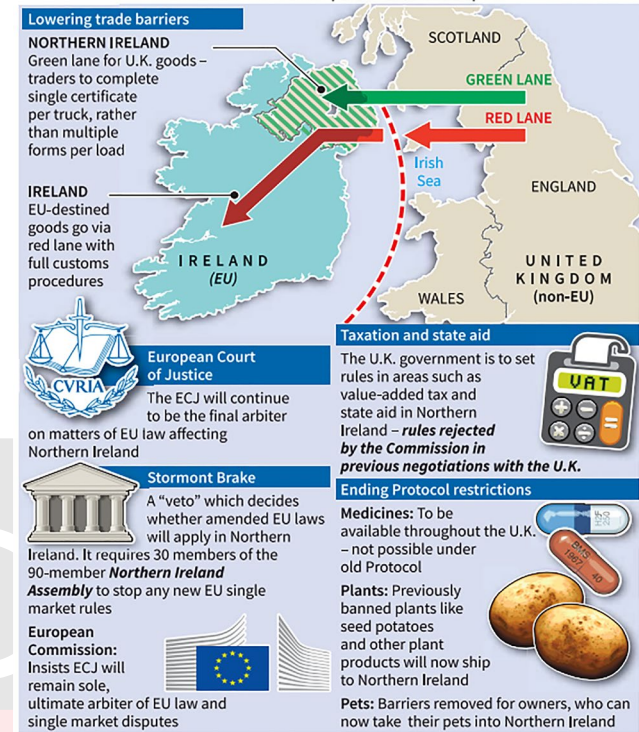 Lowering trade barriers
NORTHERN IRELAND
Green lane for U.K. goods –
traders to complete
single certificate
per truck, rather
than multiple
forms per load
IRELAND
EU-destined
goods go via
red lane with
full customs
procedures
SCOTLAND
GREEN LANE
RED LANE
Irish
Sea
ENGLAND
IRELAND
(EU)
WALES
UNITED
KINGDOM
(non-EU)
CVRIA
European Court
of Justice
The ECJ will continue
to be the final arbiter
on matters of EU law affecting
Northern Ireland
Stormont Brake
A “veto” which decides
whether amended EU laws
will apply in Northern
Ireland. It requires 30 members of the
90-member Northern Ireland
Assembly to stop any new EU single
market rules
European
Commission:
Insists ECJ will
remain sole,
ultimate arbiter of EU law and
single market disputes
Taxation and state aid
The U.K. government is to set
rules in areas such as
value-added tax and
state aid in Northern
Ireland – rules rejected
by the Commission in
previous negotiations with the U.K.
VAT
Ending Protocol restrictions
Medicines: To be
available throughout the U.K.
– not possible under
old Protocol
BMS
1967
40
Plants: Previously
banned plants like
seed potatoes
and other plant
products will now ship
to Northern Ireland
Pets: Barriers removed for owners, who can
now take their pets into Northern Ireland